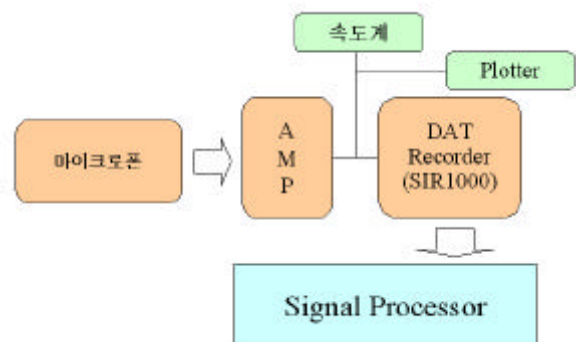 속도계
Plotter
마이크로폰
A
M
P
DAT
Recorder
(SIR1000)
Signal Processor